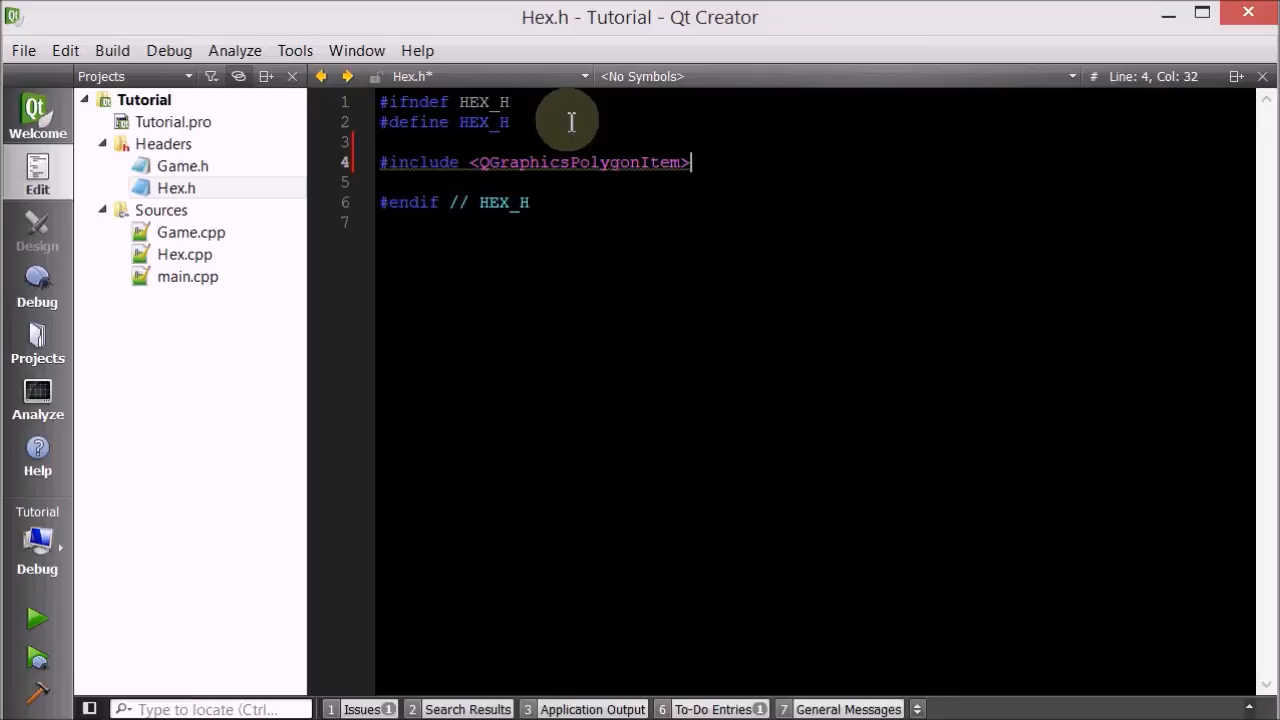 Hex.h - Tutorial - Qt Creator
File Edit Build Debug Analyze Tools Window Help
Projects Hex.h* <No Symbols> # Line: 4, Col: 32
Qt
Welcome
Edit
Design
Debug
Projects
Analyze
Help
Tutorial
Debug
Tutorial
Tutorial.pro
Headers
Game.h
Hex.h
Sources
Game.cpp
Hex.cpp
main.cpp
1 #ifndef HEX_H
2 #define HEX_H
3
4 #include <QGraphicsPolygonItem>
5
6 #endif // HEX_H
7
Type to locate (Ctrl... 1 Issues 1 2 Search Results 3 Application Output 6 To-Do Entries 1 7 General Messages